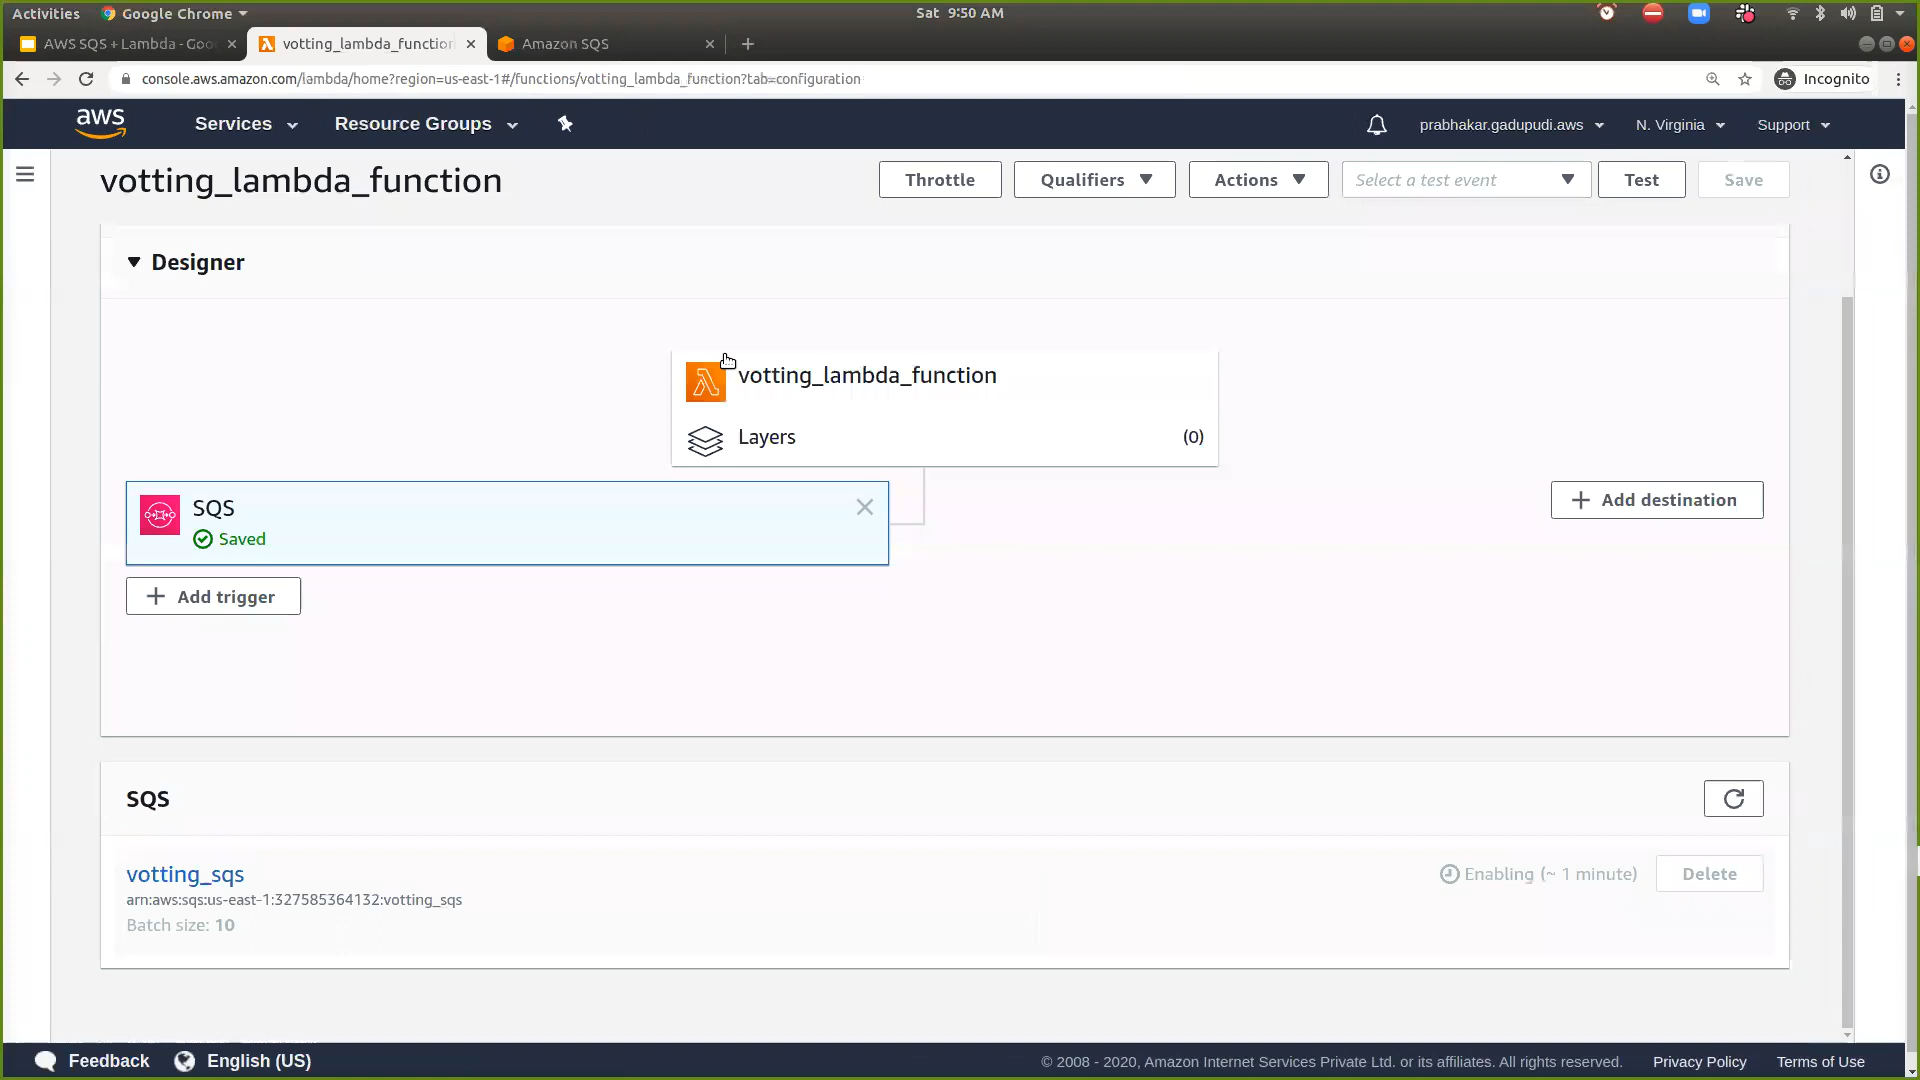 Activities
Google Chrome
Sat 9:50 AM
AWS SQS + Lambda - Goo
votting_lambda_function
Amazon SQS
console.aws.amazon.com/lambda/home?region=us-east-1#/functions/votting_lambda_function?tab=configuration
Incognito
aws
Services
Resource Groups
prabhakar.gadupudi.aws
N. Virginia
Support
votting_lambda_function
Throttle
Qualifiers
Actions
Select a test event
Test
Save
Designer
votting_lambda_function
Layers
(0)
SQS
Saved
Add destination
Add trigger
SQS
votting_sqs
Enabling (~ 1 minute)
Delete
arn:aws:sqs:us-east-1:327585364132:votting_sqs
Batch size: 10
Feedback
English (US)
© 2008 - 2020, Amazon Internet Services Private Ltd. or its affiliates. All rights reserved.
Privacy Policy
Terms of Use